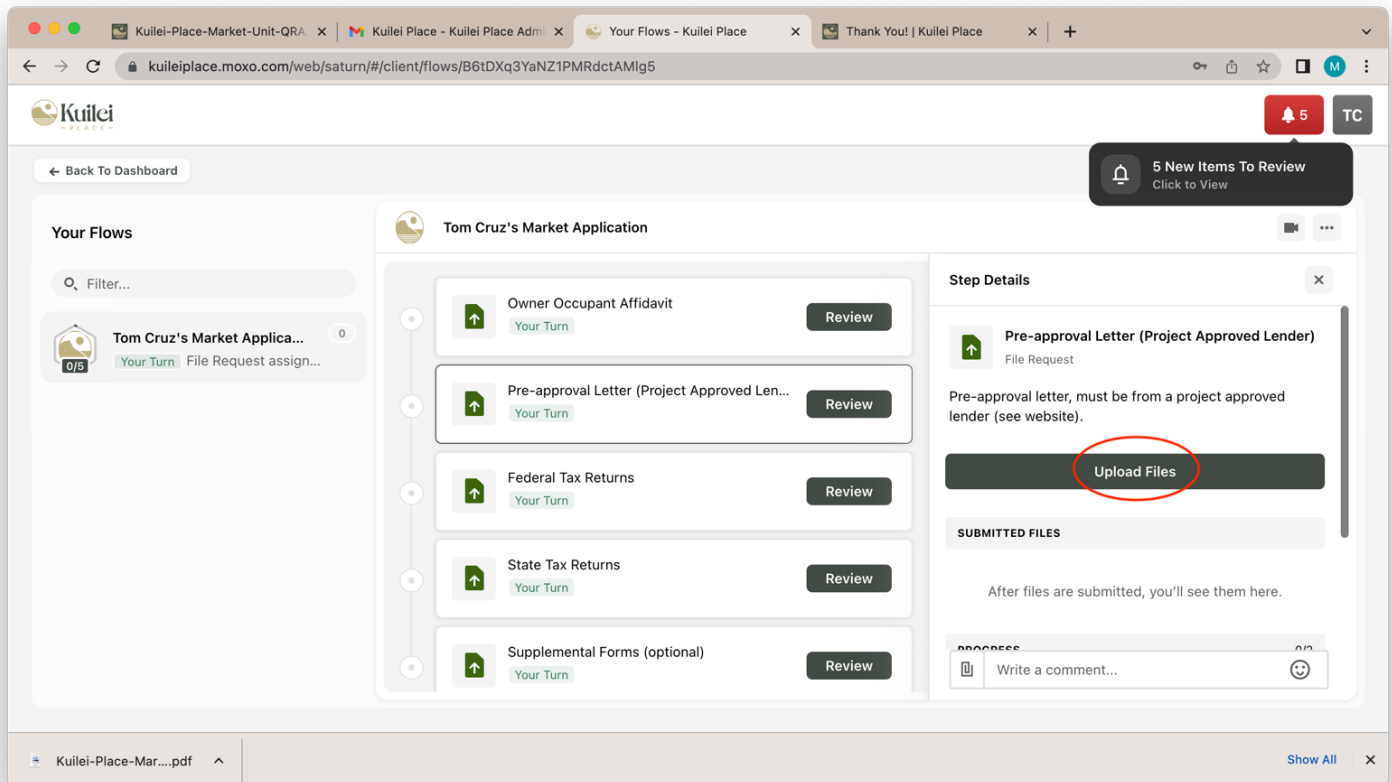 Kuilei-Place-Market-Unit-QRA
Kuilei Place - Kuilei Place Admi
Your Flows - Kuilei Place
Thank You! | Kuilei Place
kuileiplace.moxo.com/web/saturn/#/client/flows/B6tDXq3YaNZ1PMRdctAMlg5
M
Kuilei
PLACE
5
TC
Back To Dashboard
5 New Items To Review
Click to View
Your Flows
Filter...
Tom Cruz's Market Applica...
0
0/5
Your Turn
File Request assign...
Tom Cruz's Market Application
Owner Occupant Affidavit
Your Turn
Review
Pre-approval Letter (Project Approved Len...
Your Turn
Review
Federal Tax Returns
Your Turn
Review
State Tax Returns
Your Turn
Review
Supplemental Forms (optional)
Your Turn
Review
Step Details
Pre-approval Letter (Project Approved Lender)
File Request
Pre-approval letter, must be from a project approved
lender (see website).
Upload Files
SUBMITTED FILES
After files are submitted, you'll see them here.
PROGRESS
Write a comment...
Kuilei-Place-Mar....pdf
Show All